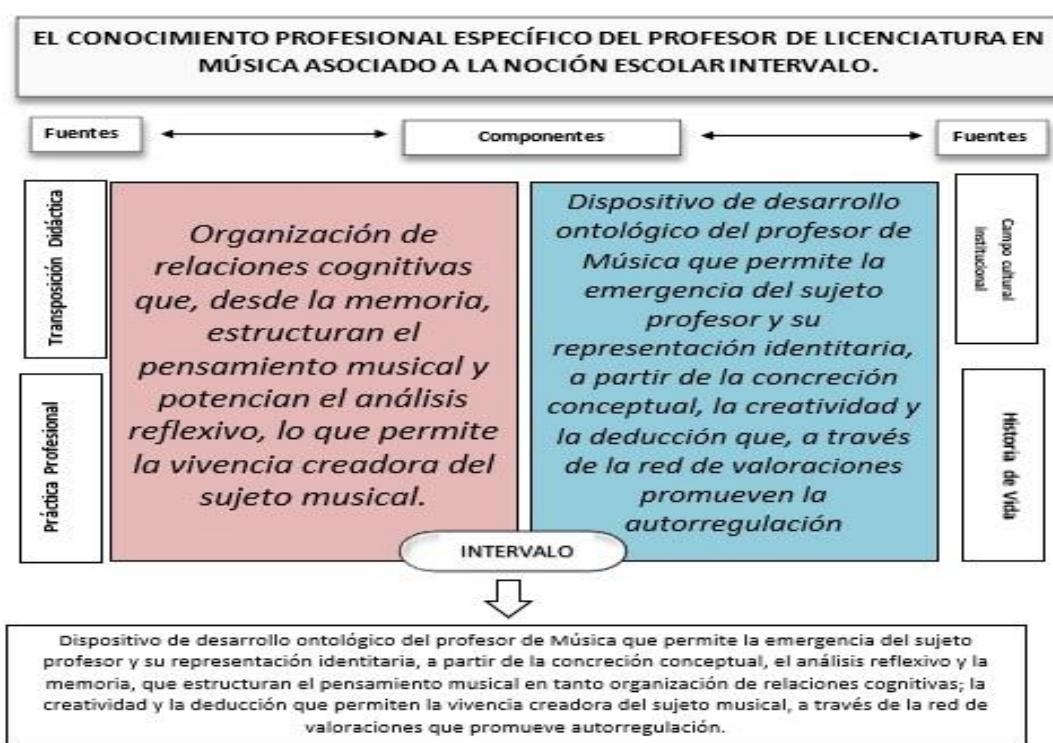 EL CONOCIMIENTO PROFESIONAL ESPECÍFICO DEL PROFESOR DE LICENCIATURA EN
MÚSICA ASOCIADO A LA NOCIÓN ESCOLAR INTERVALO.
Fuentes
Componentes
Fuentes
Transposición Didáctica
Práctica Profesional
Organización de
relaciones cognitivas
que, desde la memoria,
estructuran el
pensamiento musical y
potencian el análisis
reflexivo, lo que permite
la vivencia creadora del
sujeto musical.
Dispositivo de desarrollo
ontológico del profesor de
Música que permite la
emergencia del sujeto
profesor y su
representación identitaria,
a partir de la concreción
conceptual, la creatividad y
la deducción que, a través
de la red de valoraciones
promueven la
autorregulación
Campo cultural
institucional
Historia de Vida
INTERVALO
Dispositivo de desarrollo ontológico del profesor de Música que permite la emergencia del sujeto
profesor y su representación identitaria, a partir de la concreción conceptual, el análisis reflexivo y la
memoria, que estructuran el pensamiento musical en tanto organización de relaciones cognitivas; la
creatividad y la deducción que permiten la vivencia creadora del sujeto musical, a través de la red de
valoraciones que promueve autorregulación.